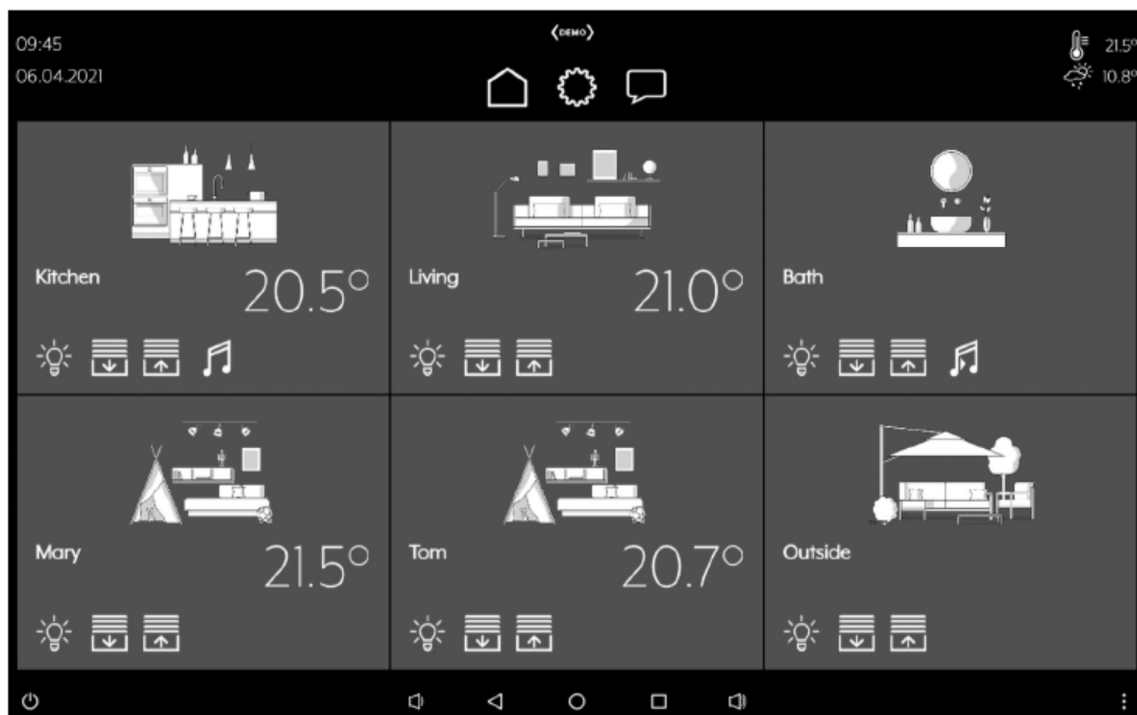 09:45
06.04.2021
DEMO
21.5°
10.8°
Kitchen
20.5°
Living
21.0°
Bath
Mary
21.5°
Tom
20.7°
Outside